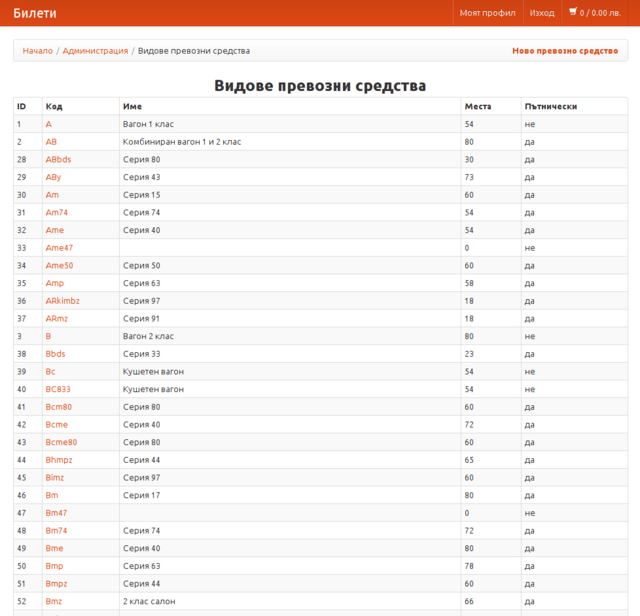 Билети Моят профил Изход 0 / 0.00 лв.
Начало / Администрация / Видове превозни средства Ново превозно средство
Видове превозни средства
ID Код Име Места Пътнически
1 A Вагон 1 клас 54 не
2 AB Комбиниран вагон 1 и 2 клас 80 да
28 ABbds Серия 80 30 да
29 ABy Серия 43 73 да
30 Am Серия 15 60 да
31 Am74 Серия 74 54 да
32 Ame Серия 40 54 да
33 Ame47 0 не
34 Ame50 Серия 50 60 да
35 Amp Серия 63 58 да
36 ARkimbz Серия 97 18 да
37 ARmz Серия 91 18 да
3 B Вагон 2 клас 80 не
38 Bbds Серия 33 23 да
39 Bc Кушетен вагон 54 не
40 BC833 Кушетен вагон 54 не
41 Bcm80 Серия 80 60 да
42 Bcme Серия 40 72 да
43 Bcme80 Серия 80 60 да
44 Bhmpz Серия 44 65 да
45 Bimz Серия 97 60 да
46 Bm Серия 17 80 да
47 Bm47 0 не
48 Bm74 Серия 74 72 да
49 Bme Серия 40 80 да
50 Bmp Серия 63 78 да
51 Bmpz Серия 44 60 да
52 Bmz 2 клас салон 66 да